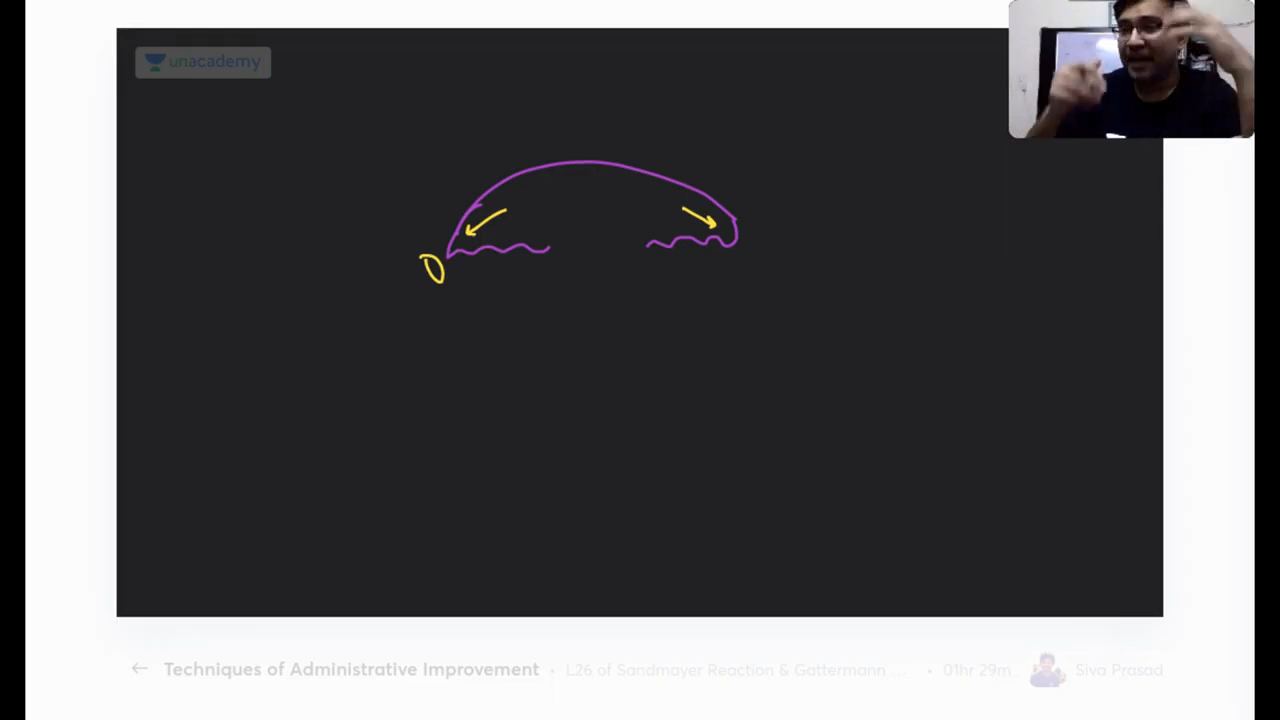 unacademy
D
← Techniques of Administrative Improvement • L26 of Sandmayer Reaction & Gattermann ... • 01hr 29m Siva Prasad